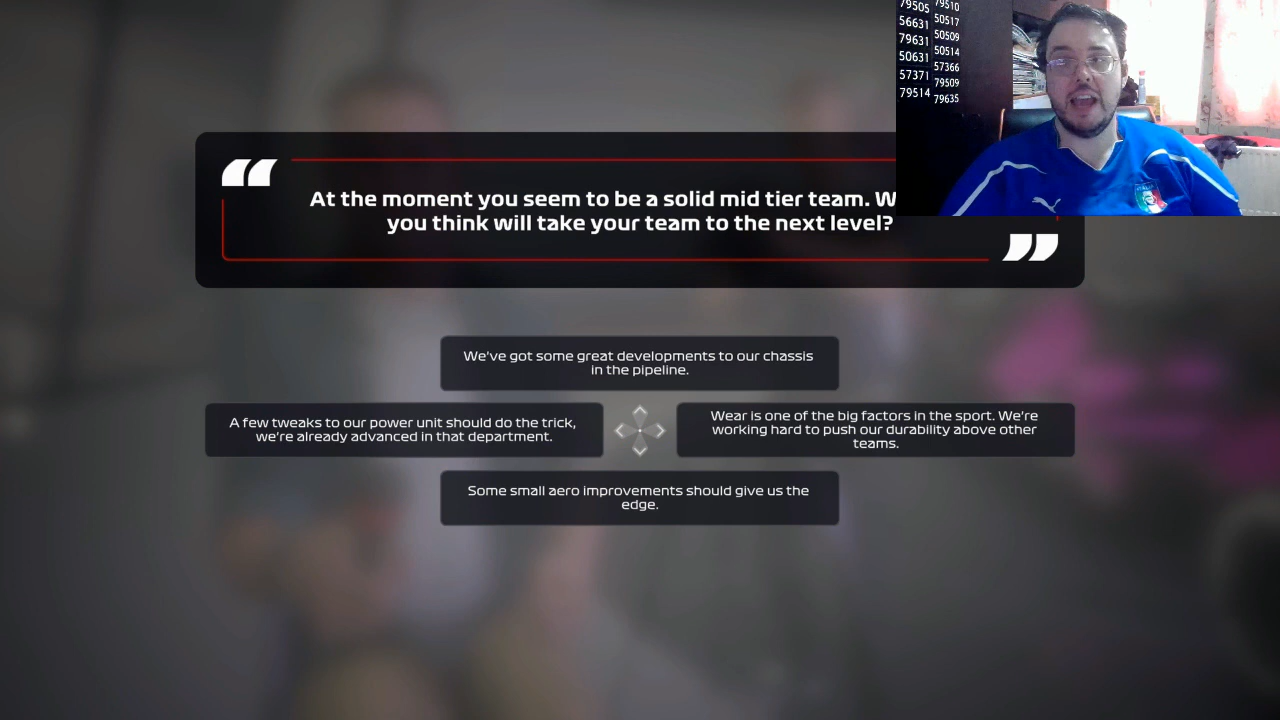 79505 79510
56631 50517
79631 50509
50631 50514
57371 57366
79514 79509
79635
At the moment you seem to be a solid mid tier team.
you think will take your team to the next level?
We've got some great developments to our chassis
in the pipeline.
A few tweaks to our power unit should do the trick,
we're already advanced in that department.
Wear is one of the big factors in the sport. We're
working hard to push our durability above other
teams.
Some small aero improvements should give us the
edge.
ITALIA